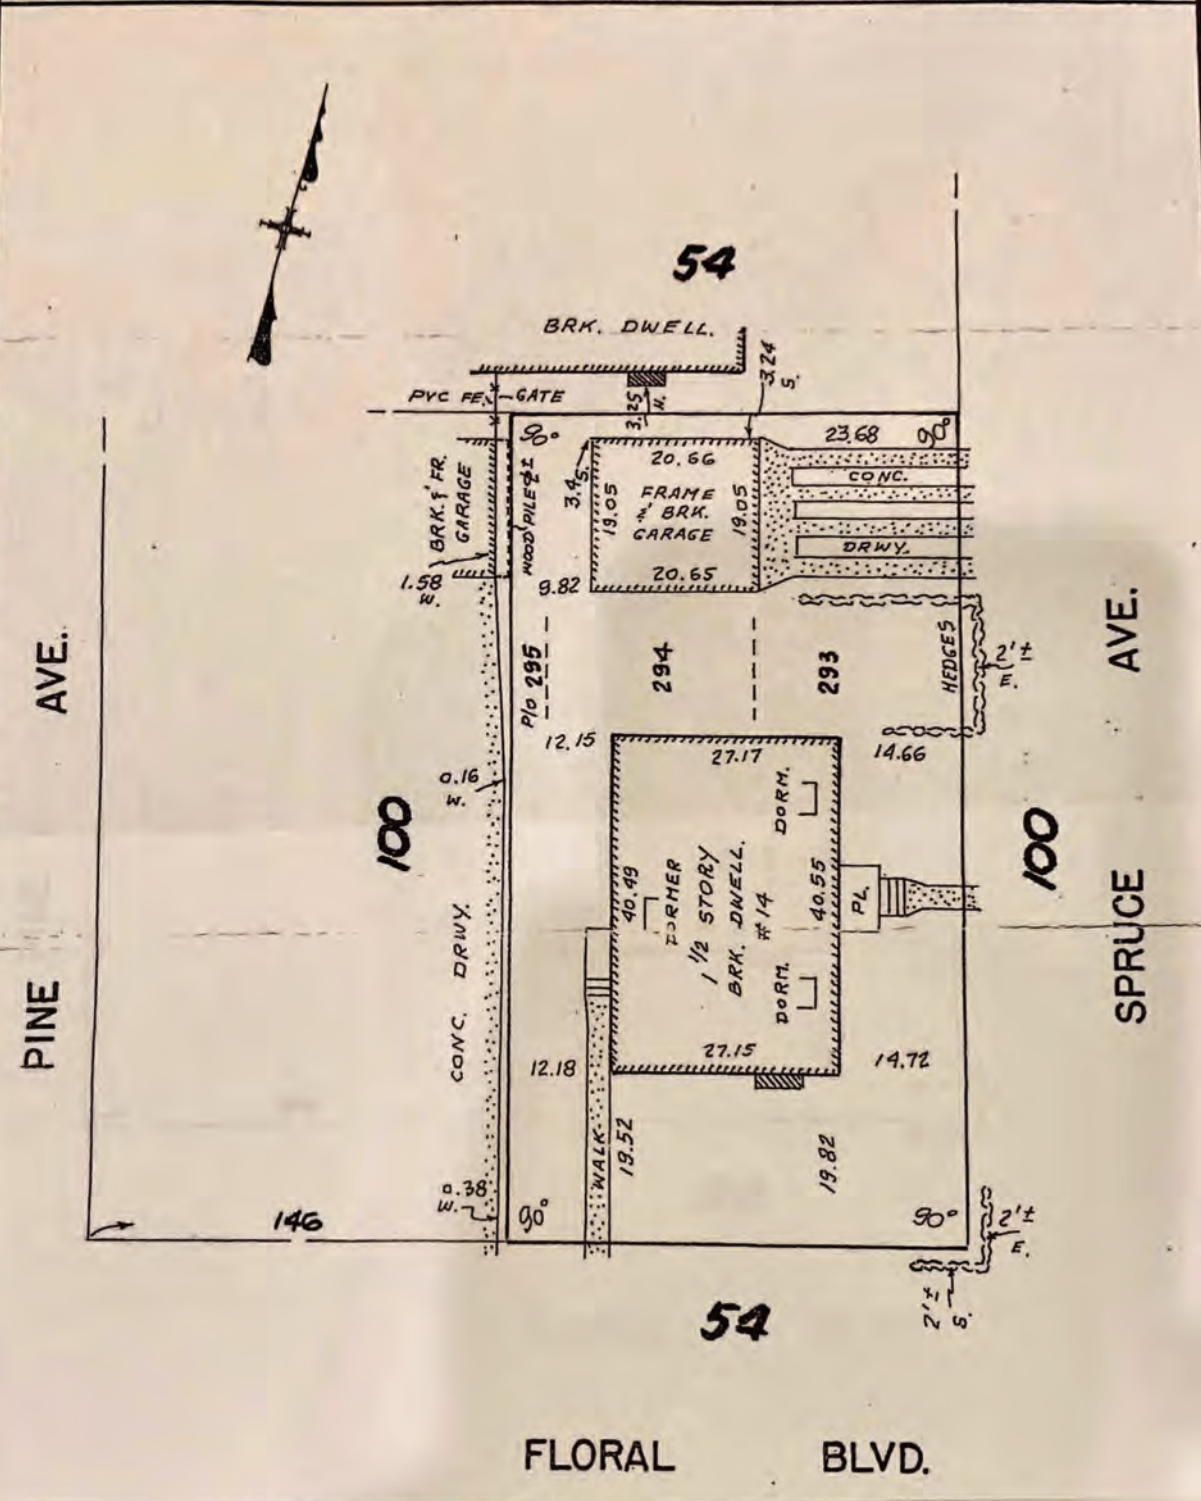 54
BRK. DWELL.
3.24
S.
PVC FE.
GATE
3.25
N.
90°
23.68
90°
BRK. & FR.
GARAGE
WOOD PILE
3.4
S.
20.66
19.05
FRAME
& BRK.
GARAGE
19.05
20.65
CONC.
DRWY.
1.58
W.
9.82
P/o 295
294
293
HEDGES
2'±
E.
PINE AVE.
SPRUCE AVE.
12.15
27.17
14.66
0.16
W.
100
100
DORM.
40.49
DORMER
1 1/2 STORY
BRK. DWELL.
#14
40.55
PL.
DORM.
CONC. DRWY.
12.18
27.15
14.72
WALK
19.52
19.82
0.38
W.
146
90°
90°
2'±
E.
2'±
S.
54
FLORAL BLVD.